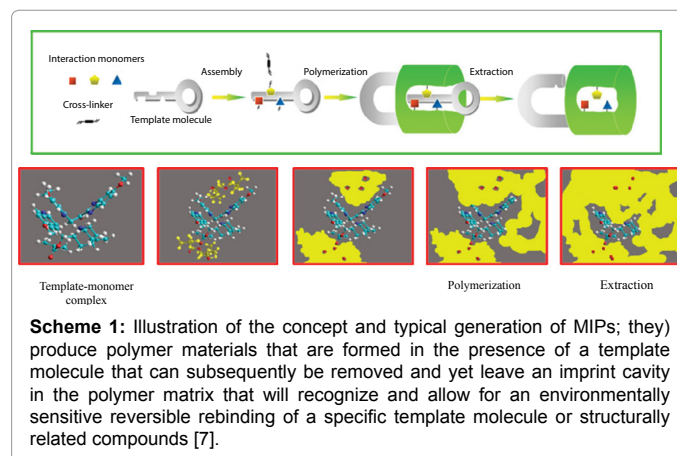 Interaction monomers
Cross-linker
Template molecule
Assembly
Polymerization
Extraction
Template-monomer
complex
Polymerization
Extraction
Scheme 1: Illustration of the concept and typical generation of MIPs; they)
produce polymer materials that are formed in the presence of a template
molecule that can subsequently be removed and yet leave an imprint cavity
in the polymer matrix that will recognize and allow for an environmentally
sensitive reversible rebinding of a specific template molecule or structurally
related compounds [7].